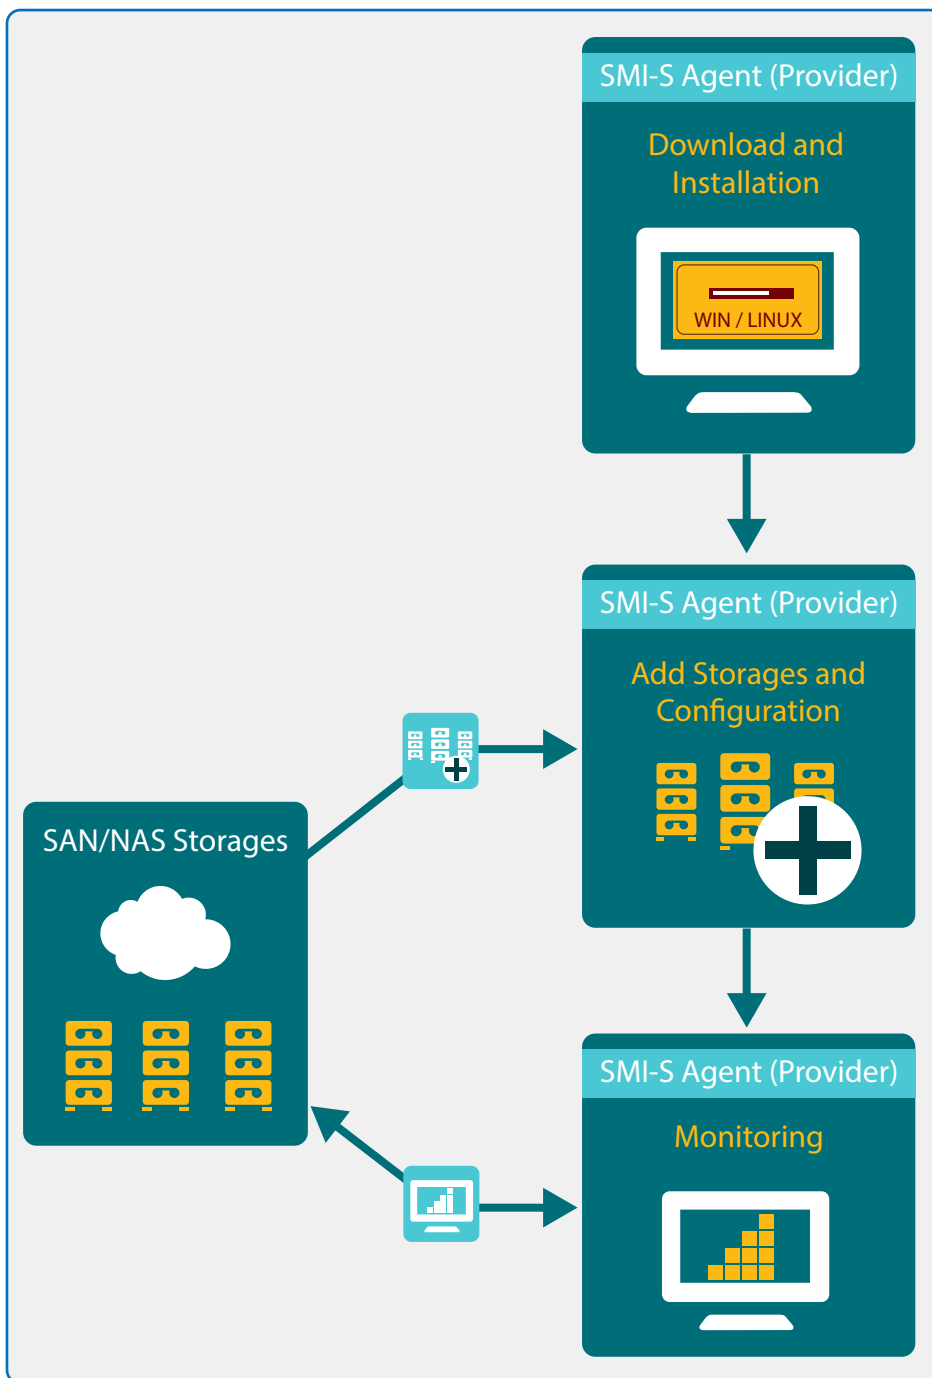 SMI-S Agent (Provider)
Download and
Installation
WIN / LINUX
SMI-S Agent (Provider)
Add Storages and
Configuration
SAN/NAS Storages
SMI-S Agent (Provider)
Monitoring